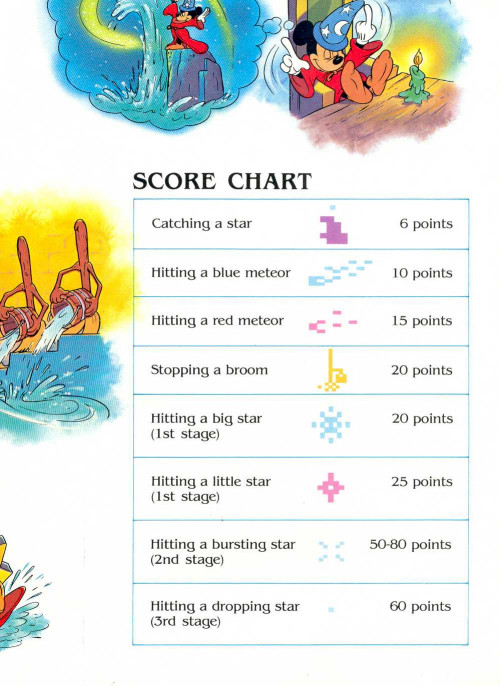 SCORE CHART
Catching a star 6 points
Hitting a blue meteor 10 points
Hitting a red meteor 15 points
Stopping a broom 20 points
Hitting a big star 20 points
(1st stage)
Hitting a little star 25 points
(1st stage)
Hitting a bursting star 50-80 points
(2nd stage)
Hitting a dropping star 60 points
(3rd stage)